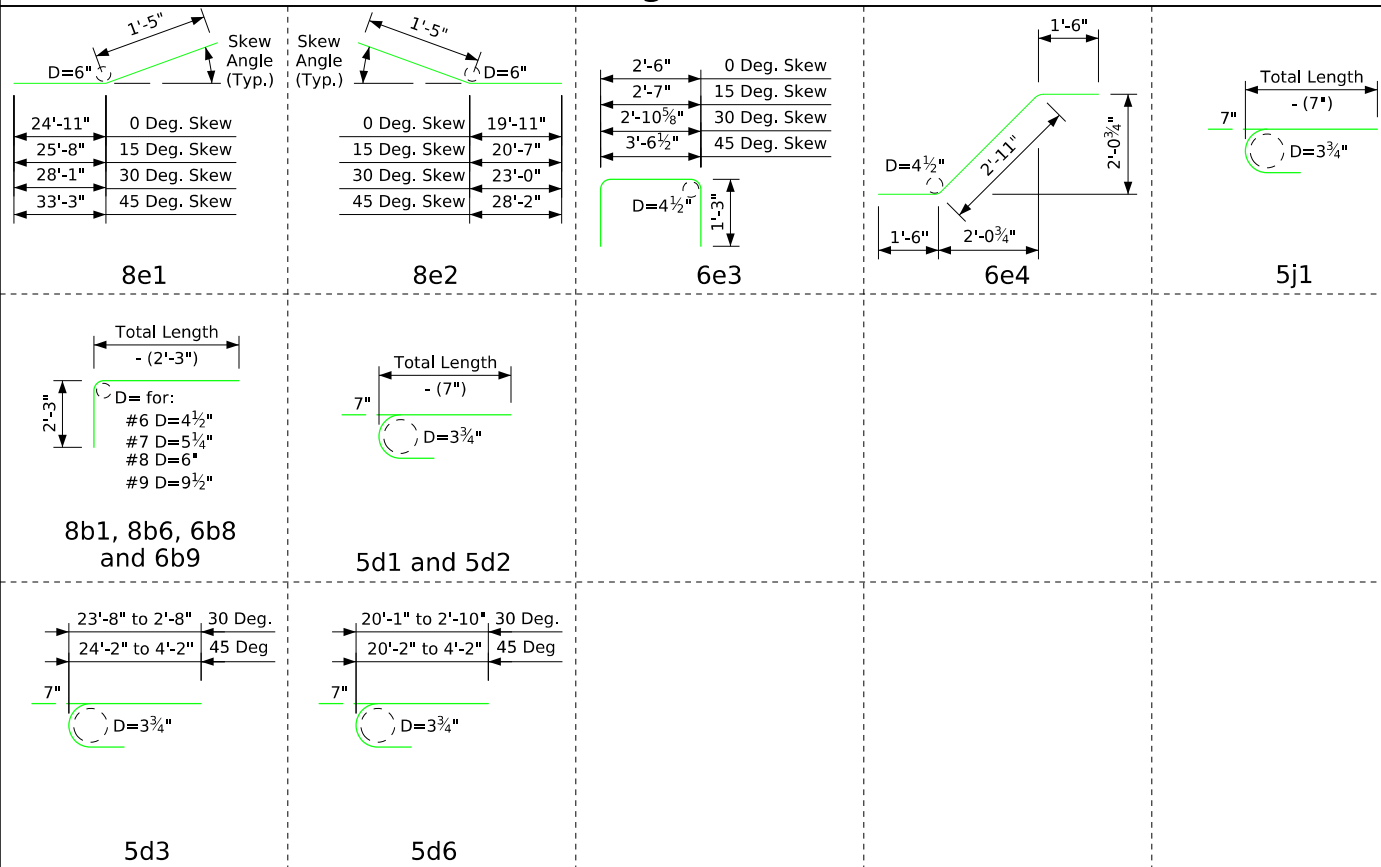 1'-5"
D=6"
Skew
Angle
(Typ.)
24'-11" 0 Deg. Skew
25'-8" 15 Deg. Skew
28'-1" 30 Deg. Skew
33'-3" 45 Deg. Skew
8e1
1'-5"
Skew
Angle
(Typ.)
D=6"
0 Deg. Skew 19'-11"
15 Deg. Skew 20'-7"
30 Deg. Skew 23'-0"
45 Deg. Skew 28'-2"
8e2
2'-6" 0 Deg. Skew
2'-7" 15 Deg. Skew
2'-10⅝" 30 Deg. Skew
3'-6½" 45 Deg. Skew
D=4½"
1'-3"
6e3
1'-6"
D=4½"
2'-11"
2'-0¾"
1'-6"
2'-0¾"
6e4
Total Length
- (7")
7"
D=3¾"
5j1
Total Length
- (2'-3")
2'-3"
D= for:
#6 D=4½"
#7 D=5¼"
#8 D=6"
#9 D=9½"
8b1, 8b6, 6b8
and 6b9
Total Length
- (7")
7"
D=3¾"
5d1 and 5d2
23'-8" to 2'-8" 30 Deg.
24'-2" to 4'-2" 45 Deg
7"
D=3¾"
5d3
20'-1" to 2'-10" 30 Deg.
20'-2" to 4'-2" 45 Deg
7"
D=3¾"
5d6